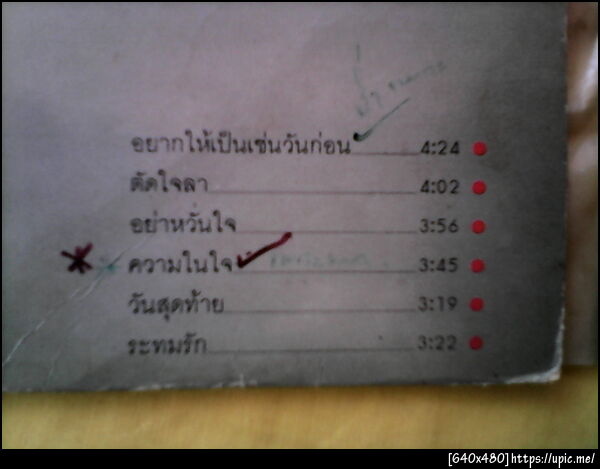 อยากให้เป็นเช่นวันก่อน 4:24
ตัดใจลา 4:02
อย่าหวั่นใจ 3:56
* ความในใจ 3:45
วันสุดท้าย 3:19
ระทมรัก 3:22
[640x480]https://upic.me/